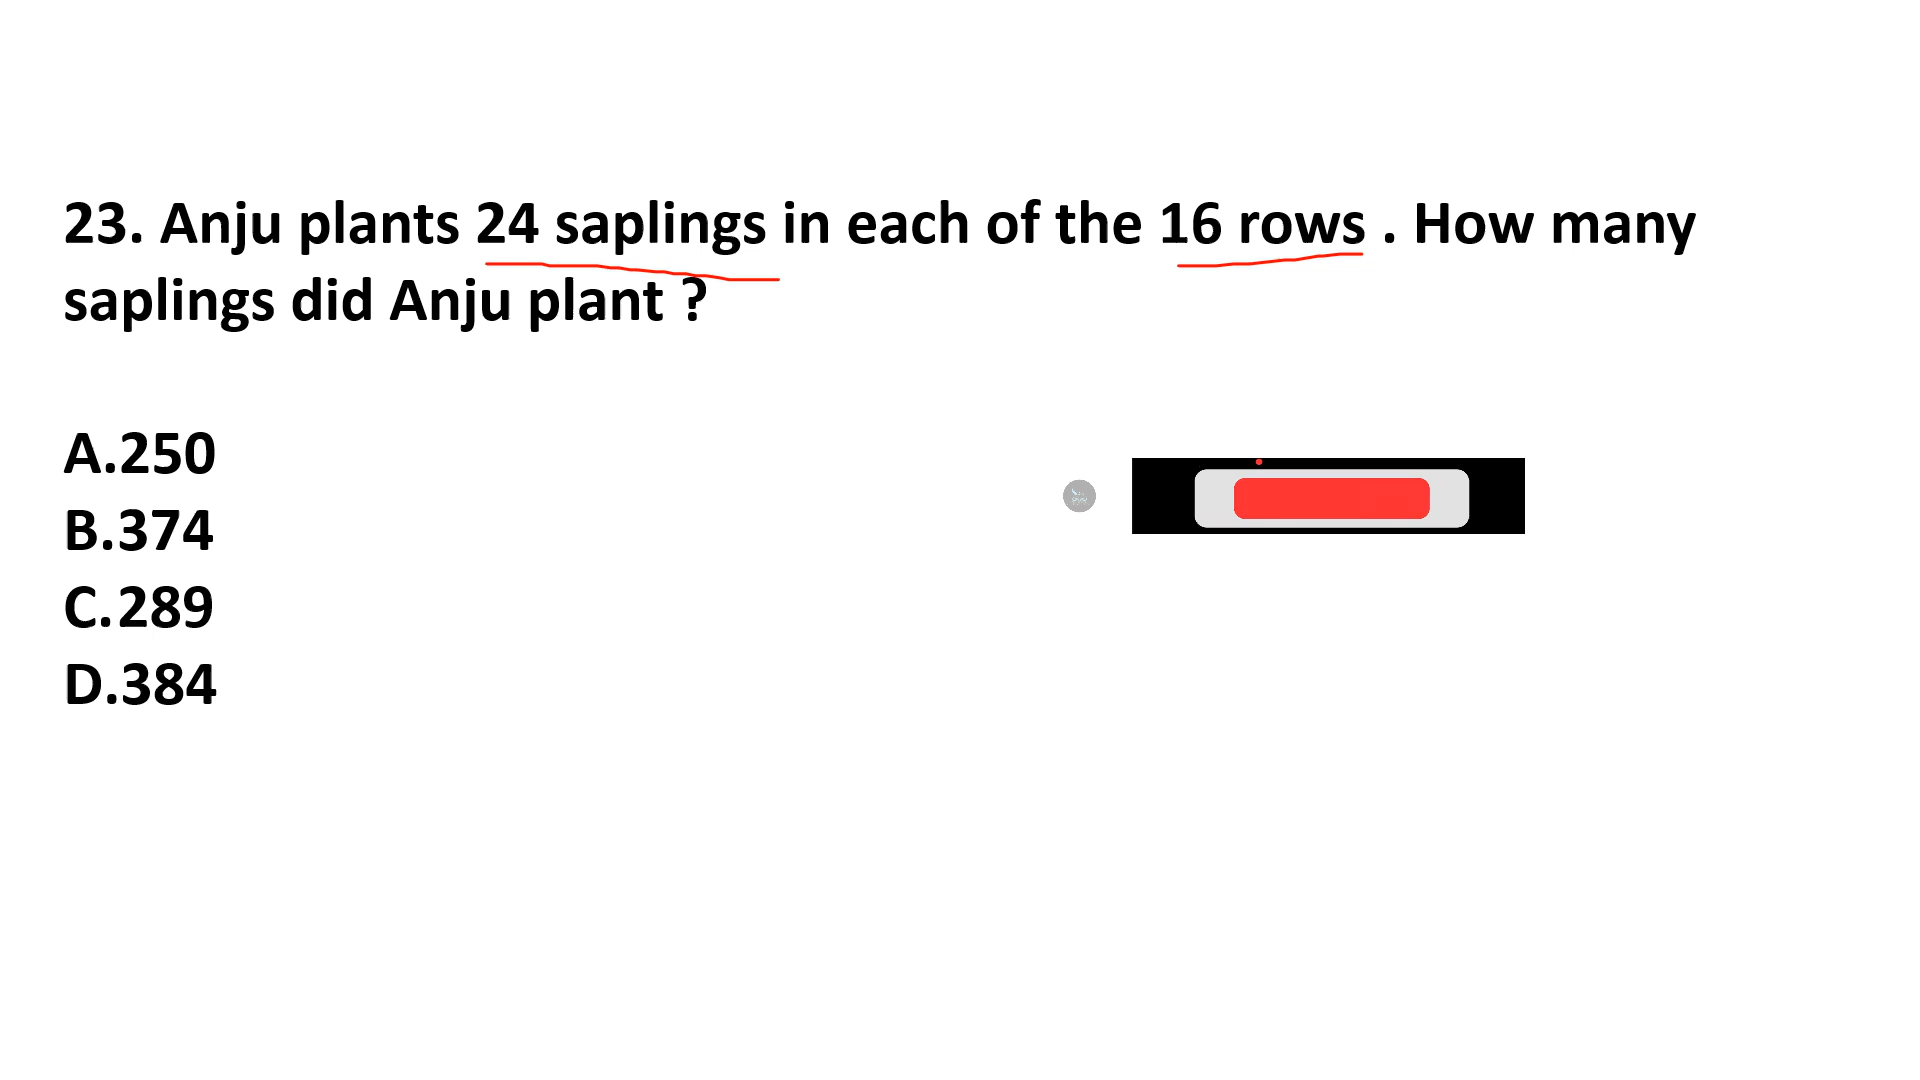 23. Anju plants 24 saplings in each of the 16 rows . How many
saplings did Anju plant ?
A.250
B.374
C.289
D.384